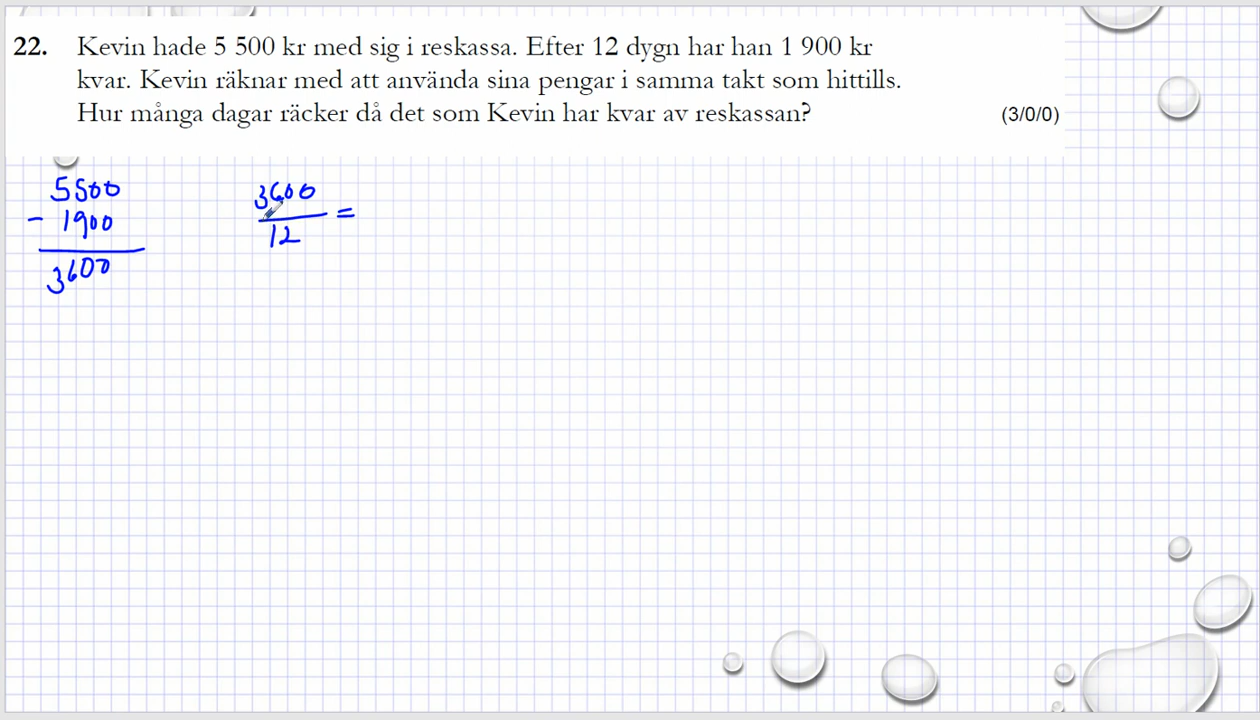 22. Kevin hade 5 500 kr med sig i reskassa. Efter 12 dygn har han 1 900 kr
kvar. Kevin räknar med att använda sina pengar i samma takt som hittills.
Hur många dagar räcker då det som Kevin har kvar av reskassan? (3/0/0)
5500
- 1900
3600
3600
12 =